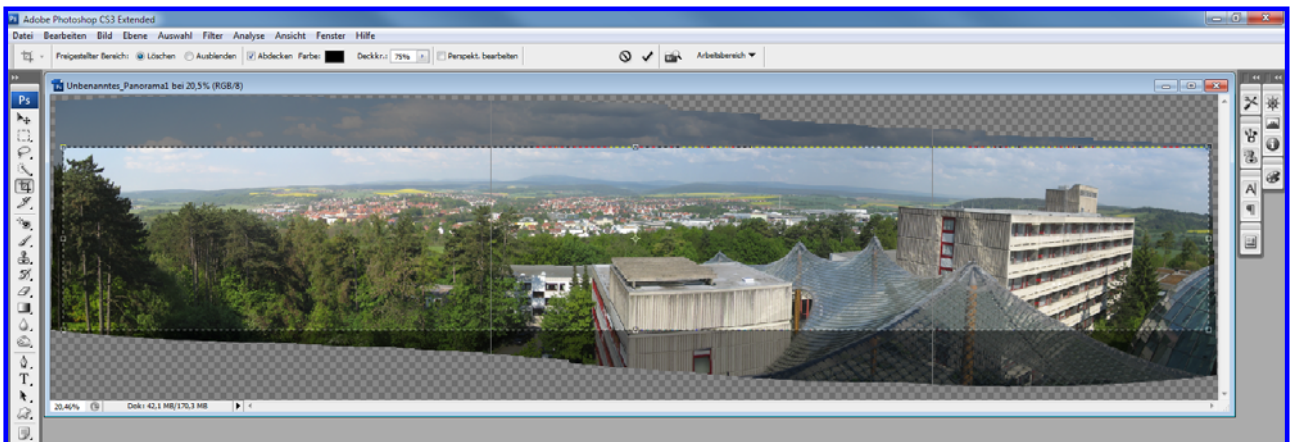 Ps Adobe Photoshop CS3 Extended
Datei Bearbeiten Bild Ebene Auswahl Filter Analyse Ansicht Fenster Hilfe
Freigestellter Bereich: Löschen Ausblenden Abdecken Farbe: Deckkr.: 75% Perspekt. bearbeiten Arbeitsbereich
Unbenanntes_Panorama1 bei 20,5% (RGB/8)
Ps
T
A
20,46% Dok: 42,1 MB/170,3 MB